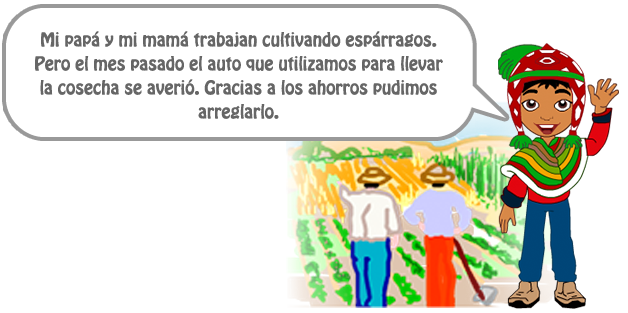 Mi papá y mi mamá trabajan cultivando espárragos.
Pero el mes pasado el auto que utilizamos para llevar
la cosecha se averió. Gracias a los ahorros pudimos
arreglarlo.